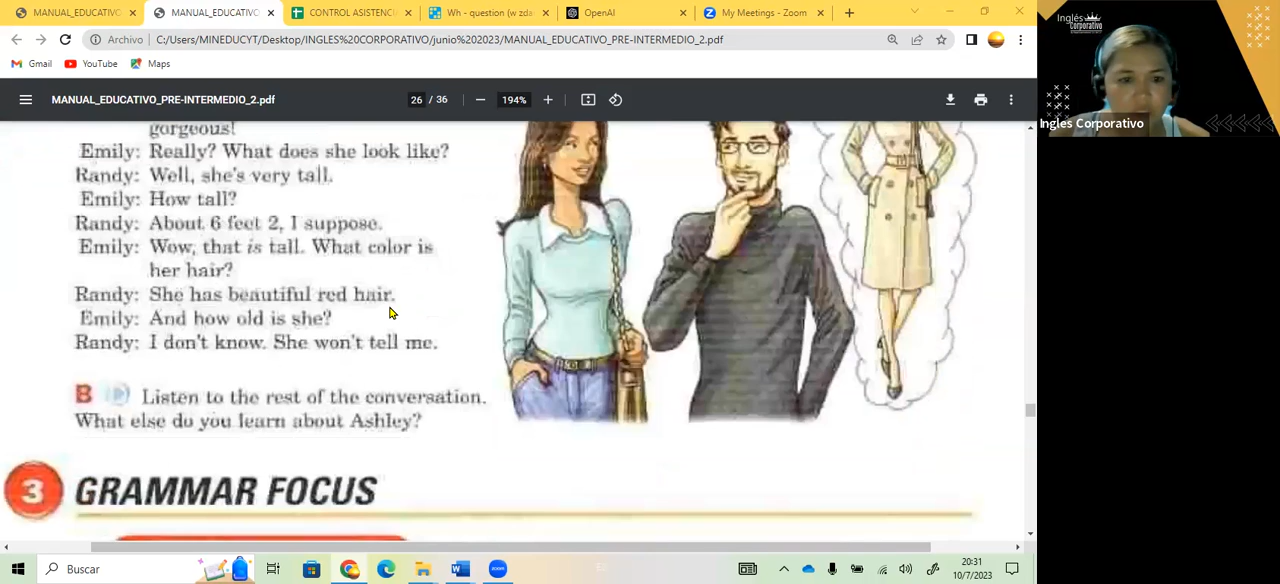 MANUAL_EDUCATIVO
MANUAL_EDUCATIVO
CONTROL ASISTENCI
Wh - question (w zda
OpenAI
My Meetings - Zoom
Archivo
C:/Users/MINEDUCYT/Desktop/INGLES%20CORPORATIVO/junio%202023/MANUAL_EDUCATIVO_PRE-INTERMEDIO_2.pdf
Gmail
YouTube
Maps
MANUAL_EDUCATIVO_PRE-INTERMEDIO_2.pdf
26 / 36
194%
gorgeous!
Emily: Really? What does she look like?
Randy: Well, she's very tall.
Emily: How tall?
Randy: About 6 feet 2, I suppose.
Emily: Wow, that is tall. What color is
her hair?
Randy: She has beautiful red hair.
Emily: And how old is she?
Randy: I don't know. She won't tell me.
B Listen to the rest of the conversation.
What else do you learn about Ashley?
3 GRAMMAR FOCUS
Inglés
Corporativo
Ingles Corporativo
Buscar
zoom
20:31
10/7/2023